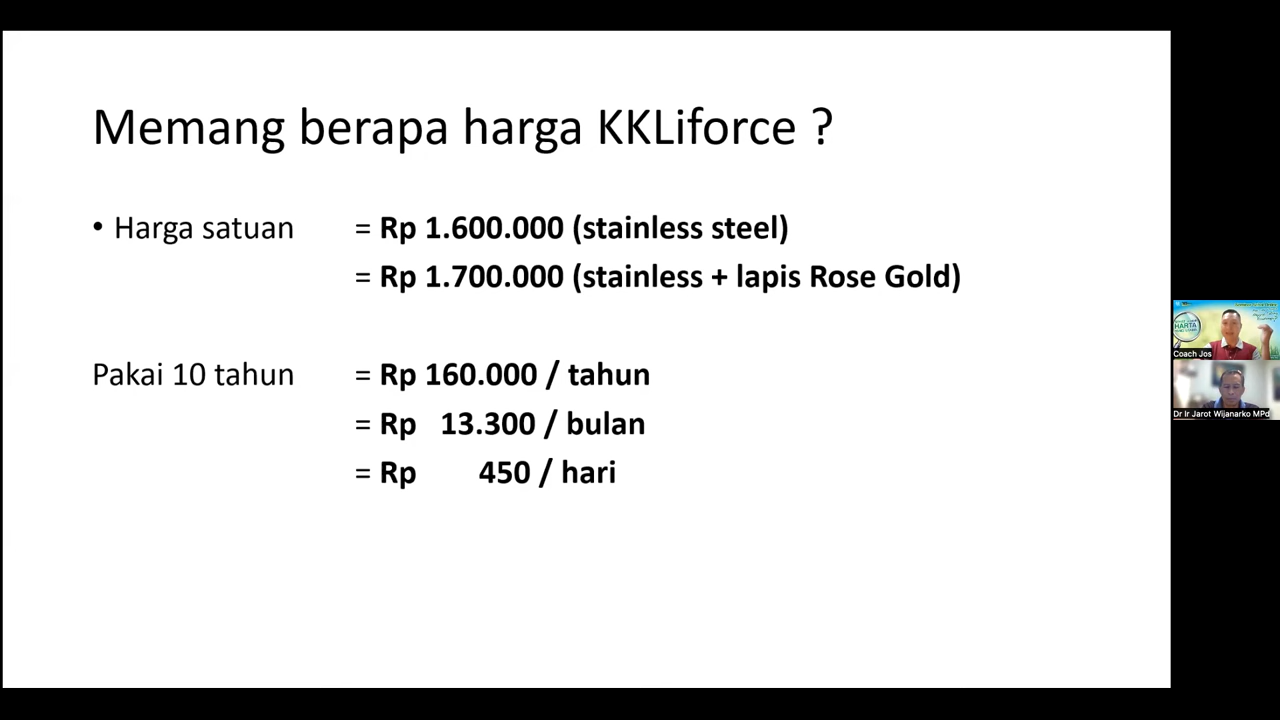 Memang berapa harga KKLiforce ?
• Harga satuan = Rp 1.600.000 (stainless steel)
= Rp 1.700.000 (stainless + lapis Rose Gold)
Pakai 10 tahun = Rp 160.000 / tahun
= Rp 13.300 / bulan
= Rp 450 / hari
HARTA
Coach Jos
Dr Ir Jarot Wijanarko MPd